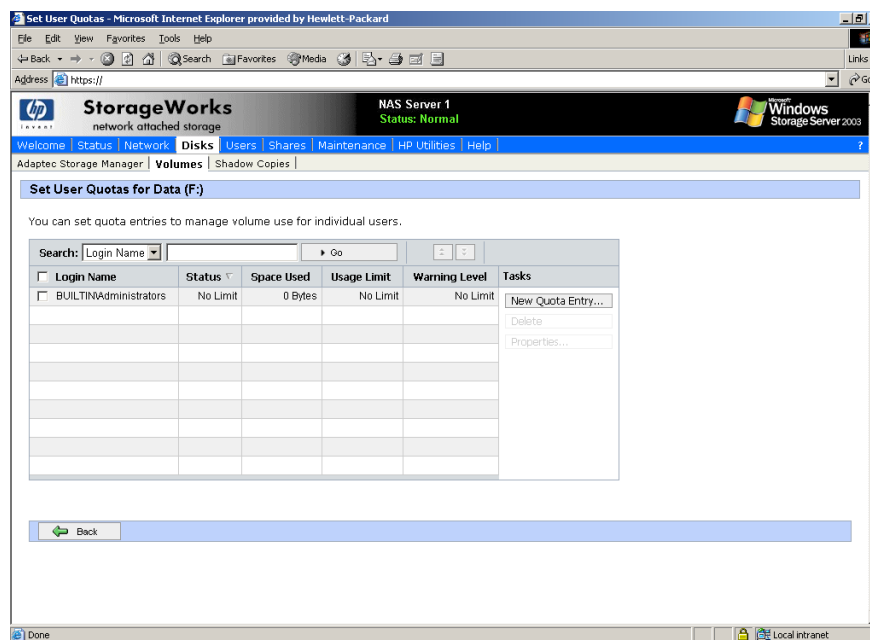 Set User Quotas - Microsoft Internet Explorer provided by Hewlett-Packard
File Edit View Favorites Tools Help
Back Search Favorites Media Links
Address https:// Go
hp invent StorageWorks network attached storage
NAS Server 1
Status: Normal
Microsoft Windows Storage Server 2003
Welcome Status Network Disks Users Shares Maintenance HP Utilities Help ?
Adaptec Storage Manager Volumes Shadow Copies
Set User Quotas for Data (F:)
You can set quota entries to manage volume use for individual users.
Search: Login Name Go
Login Name Status Space Used Usage Limit Warning Level Tasks
BUILTIN\Administrators No Limit 0 Bytes No Limit No Limit New Quota Entry...
Delete
Properties...
Back
Done Local intranet